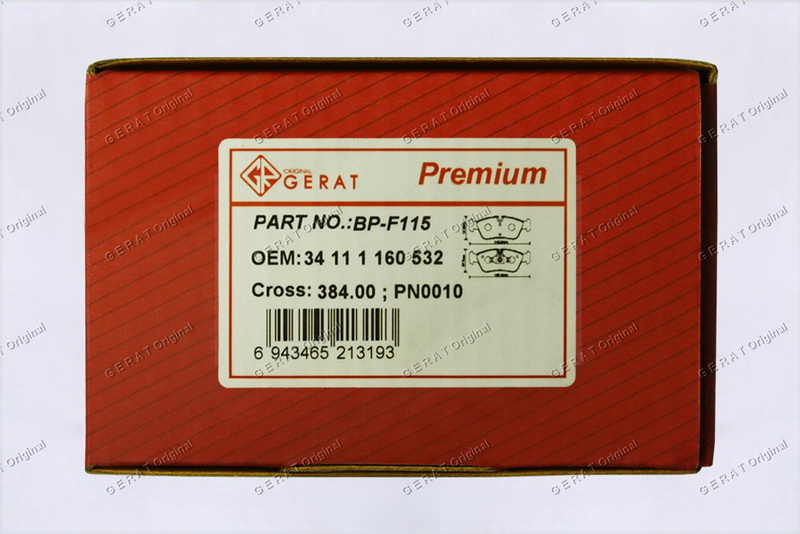 ORIGINAL
GERAT
Premium
PART NO.:BP-F115
OEM:34 11 1 160 532
Cross: 384.00 ; PN0010
6 943465 213193
GERAT Original